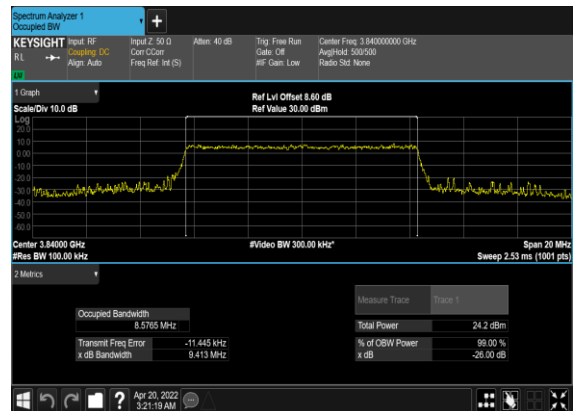 Spectrum Analyzer 1
Occupied BW
KEYSIGHT Input: RF Input Z: 50 Ω Atten: 40 dB Trig: Free Run Center Freq: 3.840000000 GHz
RL Coupling: DC Corr CCorr Gate: Off Avg|Hold: 500/500
Align: Auto Freq Ref: Int (S) #IF Gain: Low Radio Std: None
1 Graph
Ref Lvl Offset 8.60 dB
Scale/Div 10.0 dB Ref Value 30.00 dBm
Log
20.0
10.0
0.00
-10.0
-20.0
-30.0
-40.0
-50.0
-60.0
Center 3.84000 GHz #Video BW 300.00 kHz* Span 20 MHz
#Res BW 100.00 kHz Sweep 2.53 ms (1001 pts)
2 Metrics
Measure Trace Trace 1
Occupied Bandwidth
8.5765 MHz Total Power 24.2 dBm
Transmit Freq Error -11.445 kHz % of OBW Power 99.00 %
x dB Bandwidth 9.413 MHz x dB -26.00 dB
Apr 20, 2022
3:21:19 AM